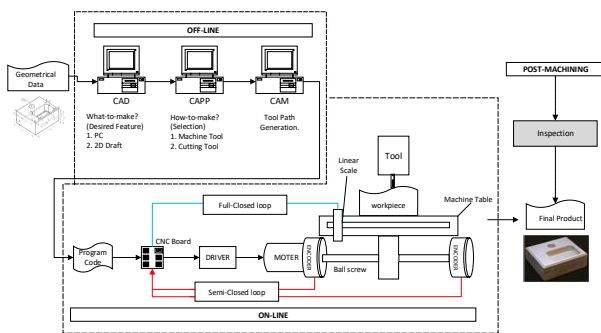 OFF-LINE
Geometrical
Data
CAD
CAPP
CAM
What-to-make?
(Desired Feature)
1. PC
2. 2D Draft
How-to-make?
(Selection)
1. Machine Tool
2. Cutting Tool
Tool Path
Generation.
POST-MACHINING
Inspection
Final Product
Linear
Scale
Tool
workpiece
Machine Table
Full-Closed loop
Program
Code
CNC Board
DRIVER
MOTER
ENCODER
Ball screw
ENCODER
Semi-Closed loop
ON-LINE